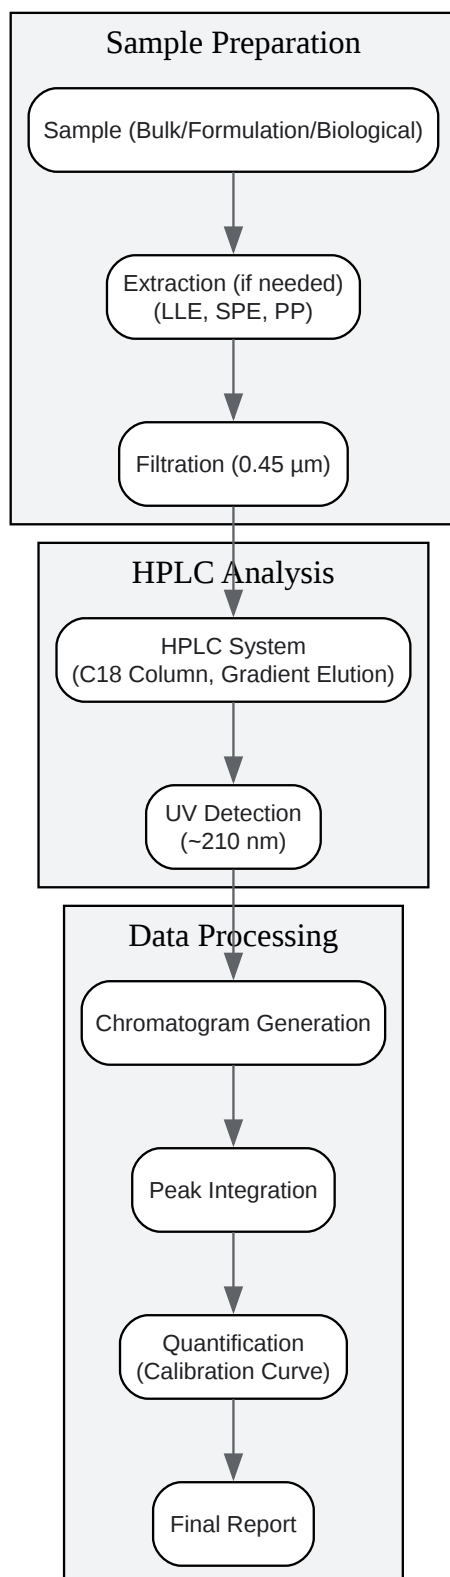 Sample Preparation
Sample (Bulk/Formulation/Biological)
Extraction (if needed)
(LLE, SPE, PP)
Filtration (0.45 µm)
HPLC Analysis
HPLC System
(C18 Column, Gradient Elution)
UV Detection
(~210 nm)
Data Processing
Chromatogram Generation
Peak Integration
Quantification
(Calibration Curve)
Final Report